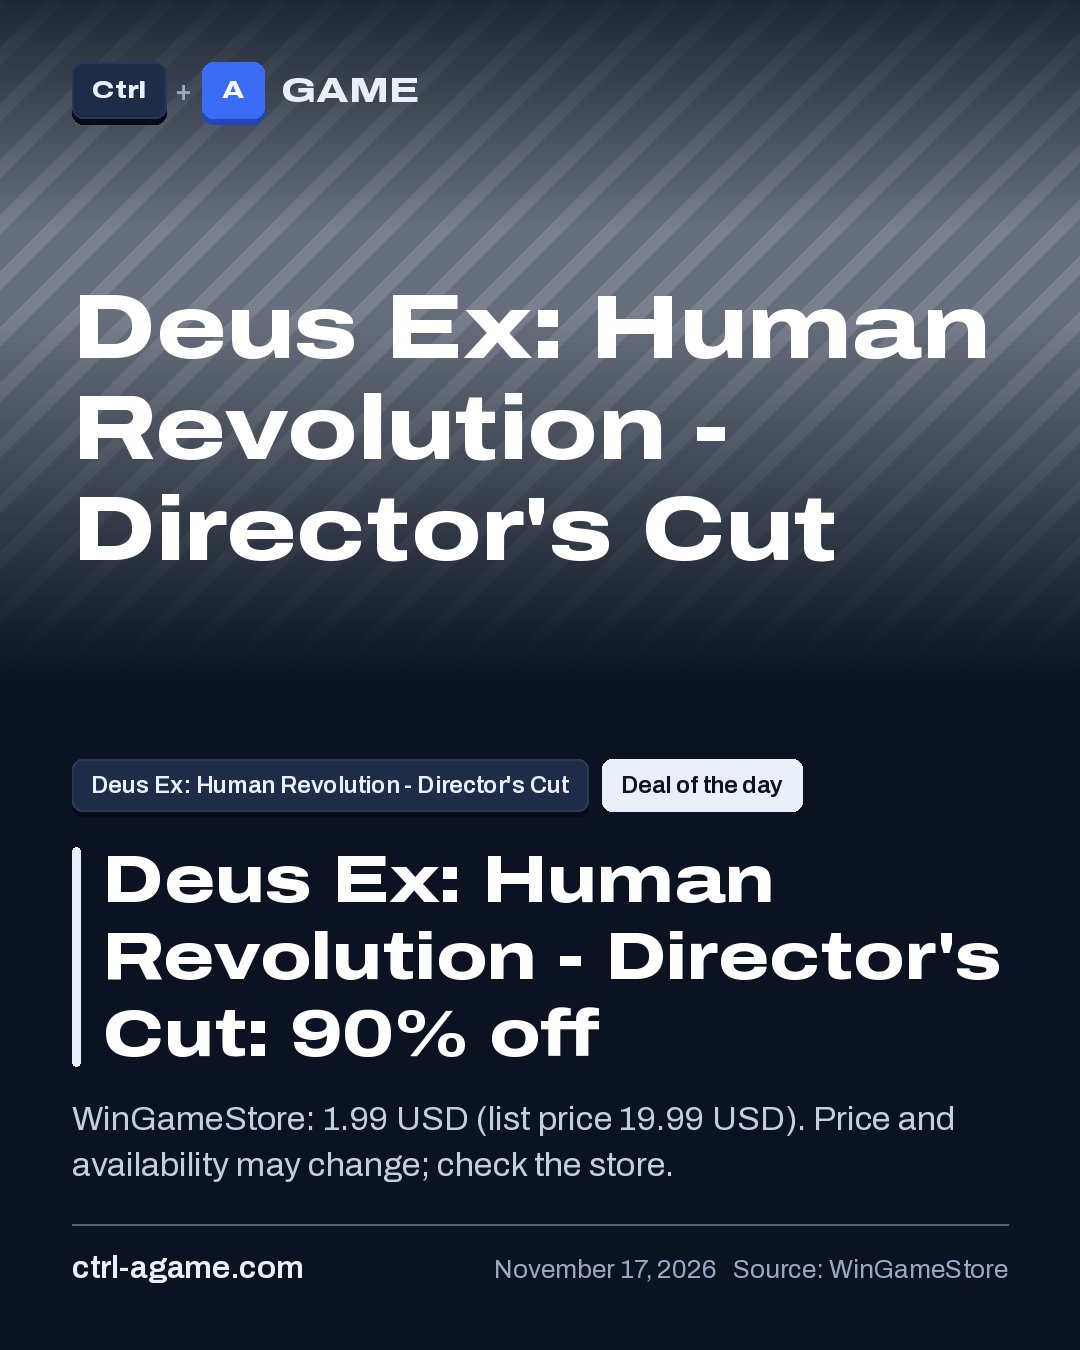 Ctrl + A GAME
Deus Ex: Human
Revolution -
Director's Cut
Deus Ex: Human Revolution - Director's Cut
Deal of the day
Deus Ex: Human
Revolution - Director's
Cut: 90% off
WinGameStore: 1.99 USD (list price 19.99 USD). Price and
availability may change; check the store.
ctrl-agame.com
November 17, 2026 Source: WinGameStore